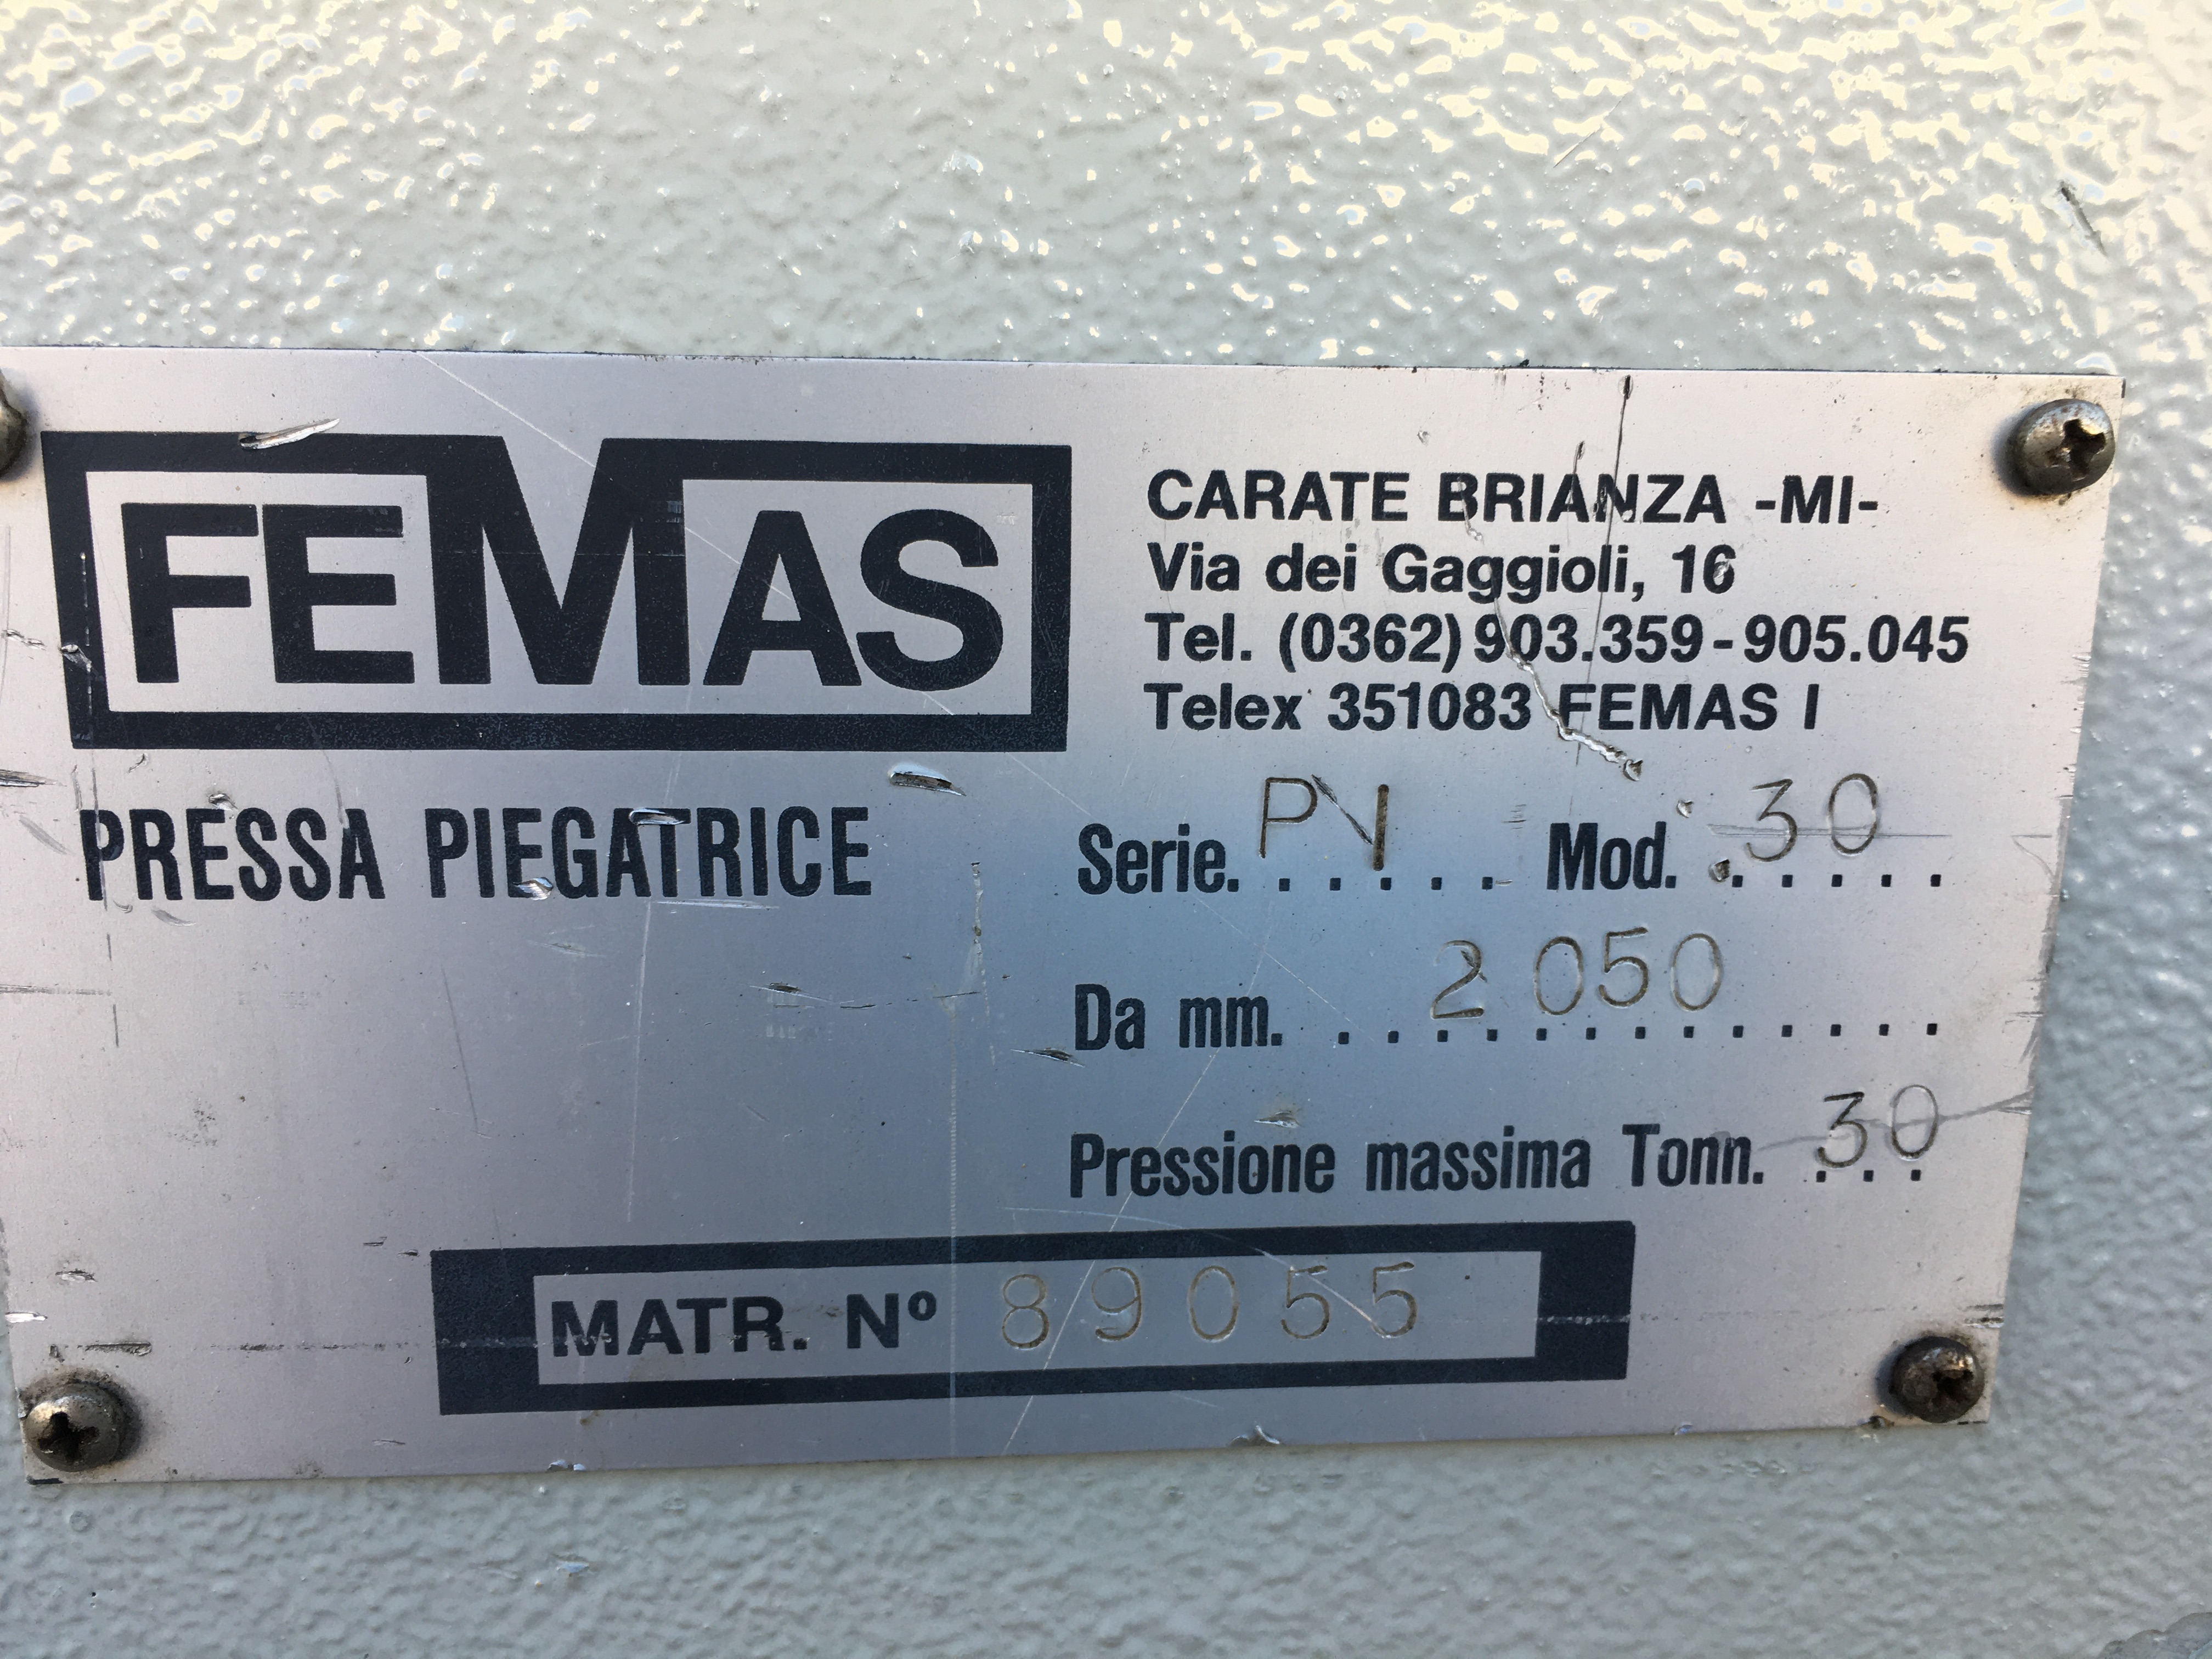 FEMAS
CARATE BRIANZA -MI-
Via dei Gaggioli, 16
Tel. (0362) 903.359-905.045
Telex 351083 FEMAS I
PRESSA PIEGATRICE
Serie. Mod. 30
Da mm. 2050
Pressione massima Tonn. 30
MATR. Nº 89055